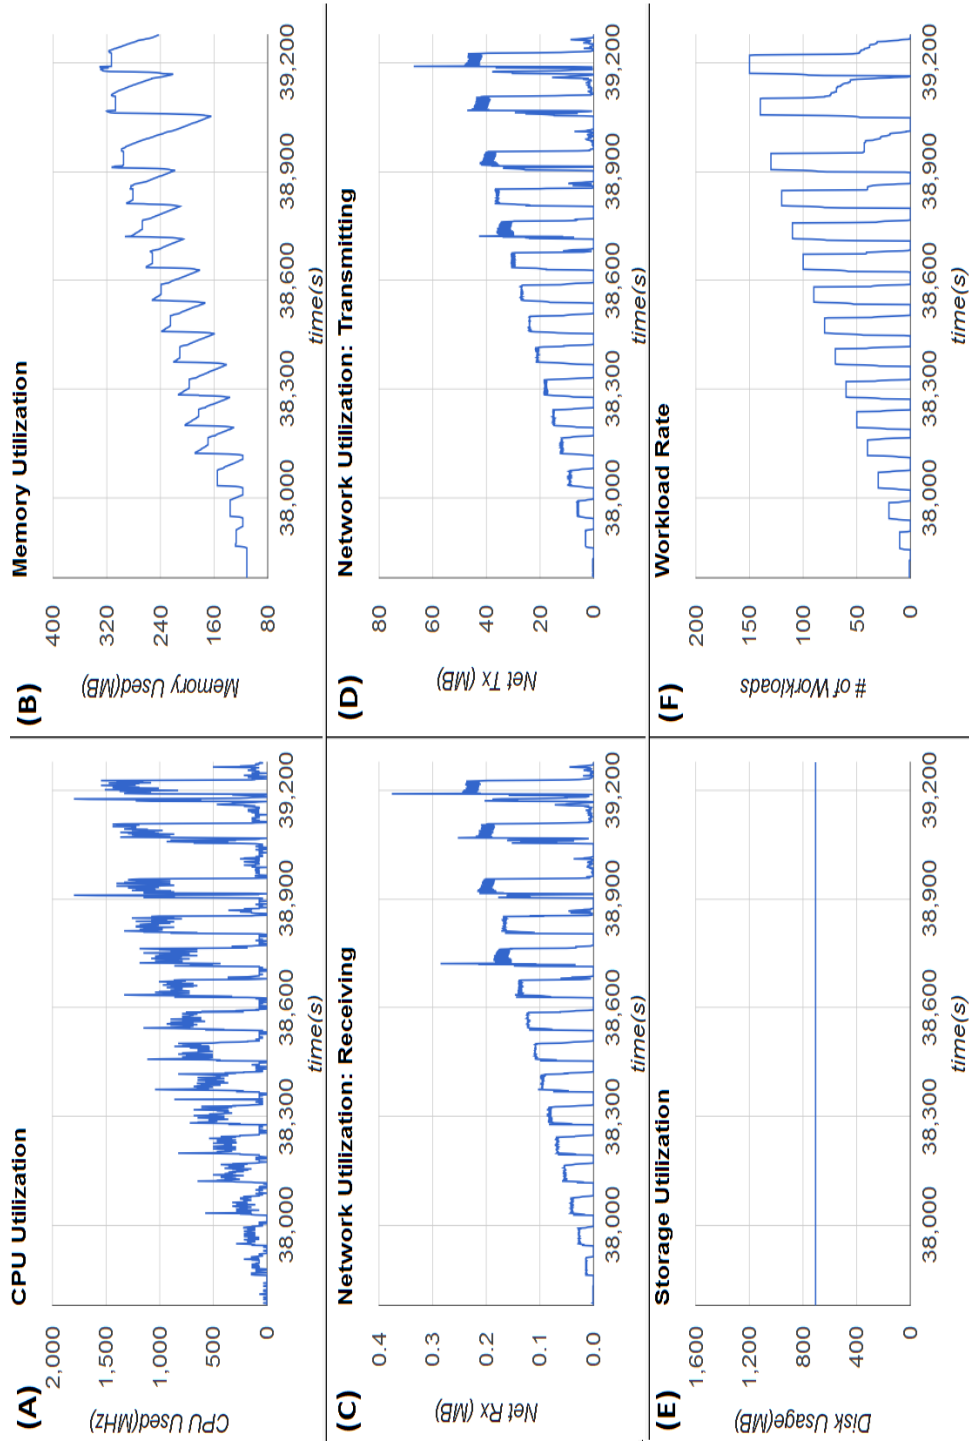 (A)
CPU Utilization
CPU Used(MHz)
2,000
1,500
1,000
500
0
38,000
38,300
38,600
38,900
39,200
time(s)
(B)
Memory Utilization
Memory Used(MB)
400
320
240
160
80
38,000
38,300
38,600
38,900
39,200
time(s)
(C)
Network Utilization: Receiving
Net Rx (MB)
0.4
0.3
0.2
0.1
0.0
38,000
38,300
38,600
38,900
39,200
time(s)
(D)
Network Utilization: Transmitting
Net Tx (MB)
80
60
40
20
0
38,000
38,300
38,600
38,900
39,200
time(s)
(E)
Storage Utilization
Disk Usage(MB)
1,600
1,200
800
400
0
38,000
38,300
38,600
38,900
39,200
time(s)
(F)
Workload Rate
# of Workloads
200
150
100
50
0
38,000
38,300
38,600
38,900
39,200
time(s)